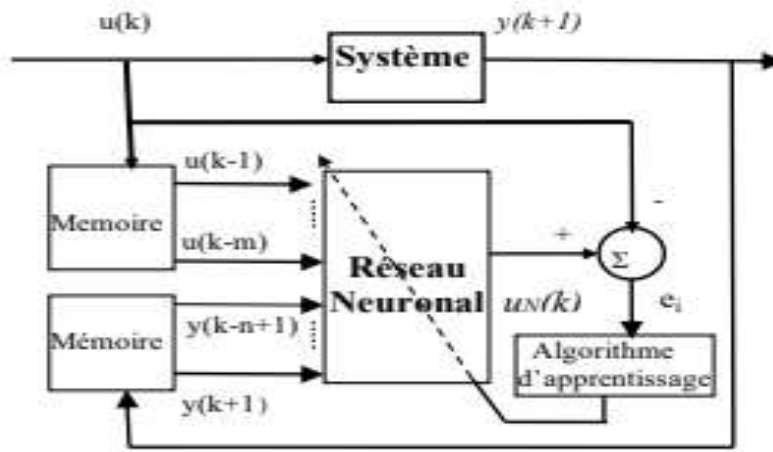 u(k)
y(k+1)
Système
u(k-1)
Memoire
u(k-m)
-
+
Σ
Réseau
Neuronal
uN(k)
ei
y(k-n+1)
Mémoire
y(k+1)
Algorithme
d'apprentissage